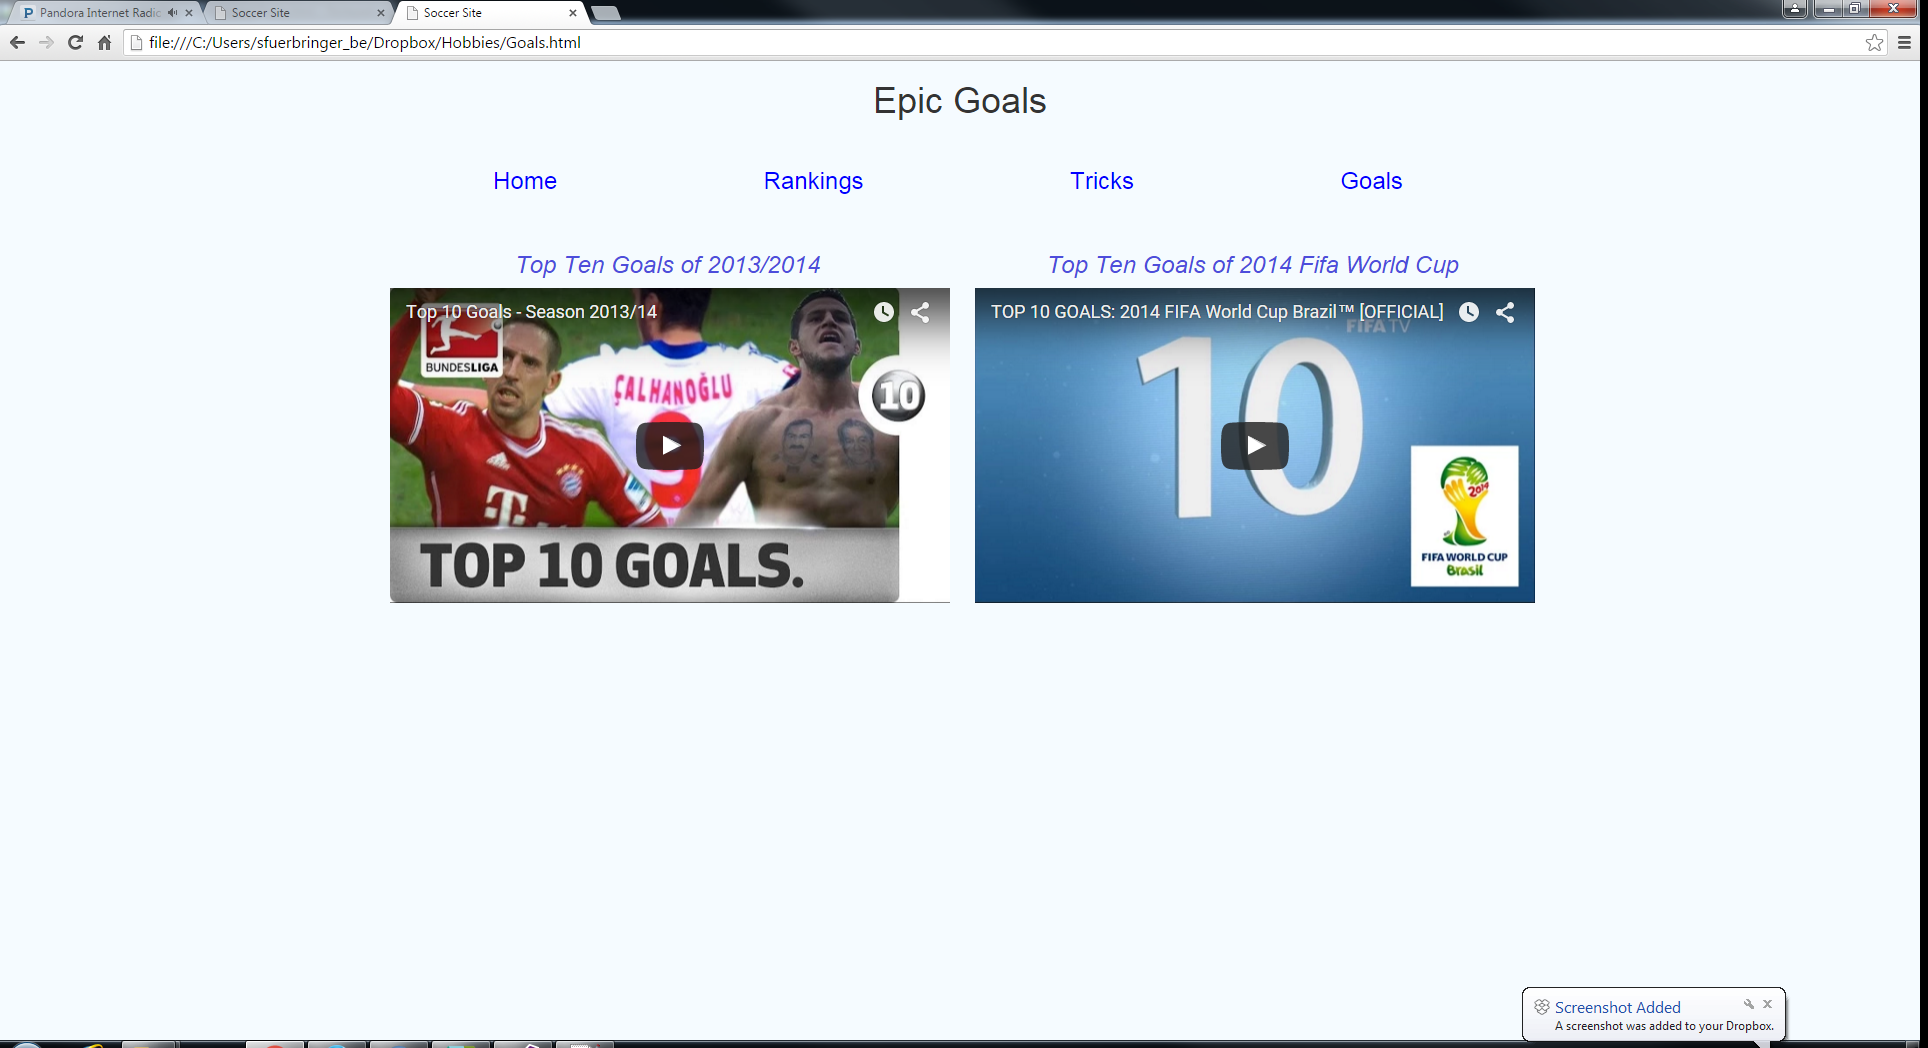 Pandora Internet Radio
Soccer Site
Soccer Site
file:///C:/Users/sfuerbringer_be/Dropbox/Hobbies/Goals.html
Epic Goals
Home Rankings Tricks Goals
Top Ten Goals of 2013/2014
Top Ten Goals of 2014 Fifa World Cup
Top 10 Goals - Season 2013/14
BUNDESLIGA
ÇALHANOĞLU
10
T
TOP 10 GOALS.
TOP 10 GOALS: 2014 FIFA World Cup Brazil™ [OFFICIAL]
FIFA TV
10
2014
FIFA WORLD CUP
Brasil
Screenshot Added
A screenshot was added to your Dropbox.